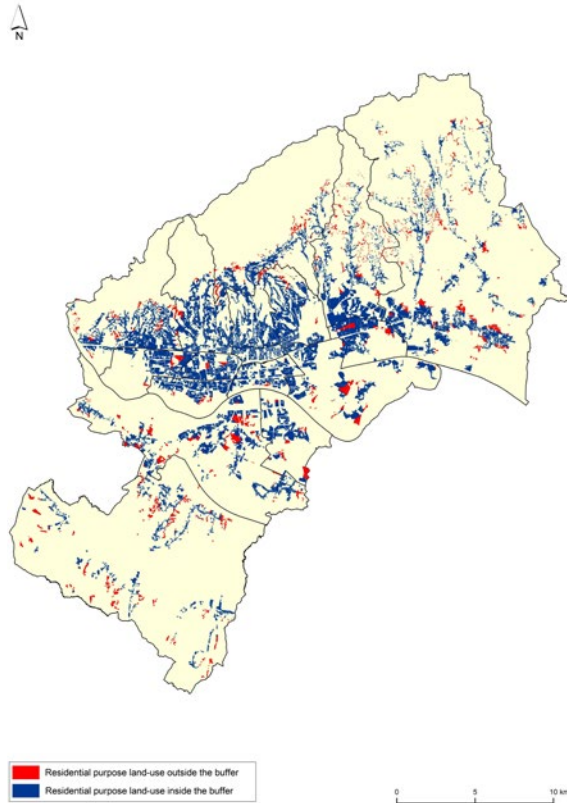 N
Residential purpose land-use outside the buffer
Residential purpose land-use inside the buffer
0 5 10 km